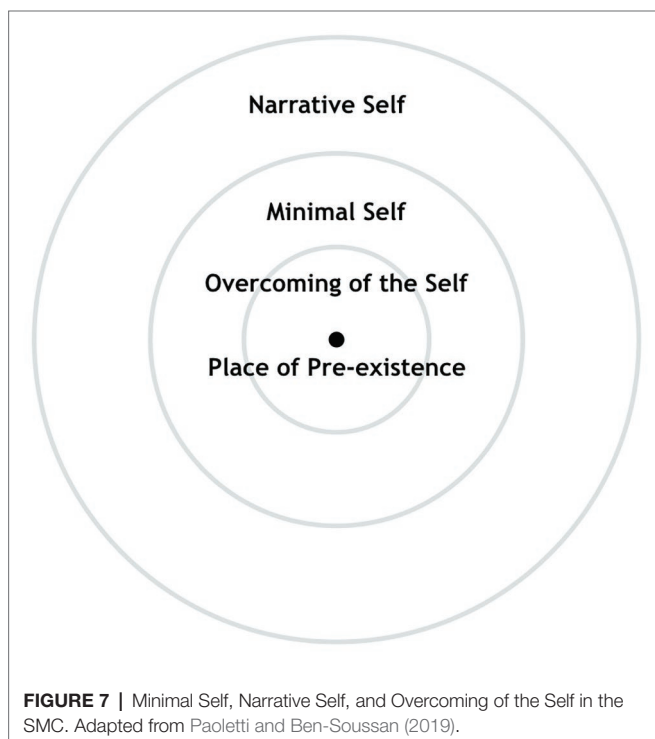 Narrative Self
Minimal Self
Overcoming of the Self
Place of Pre-existence
FIGURE 7 | Minimal Self, Narrative Self, and Overcoming of the Self in the
SMC. Adapted from Paoletti and Ben-Soussan (2019).